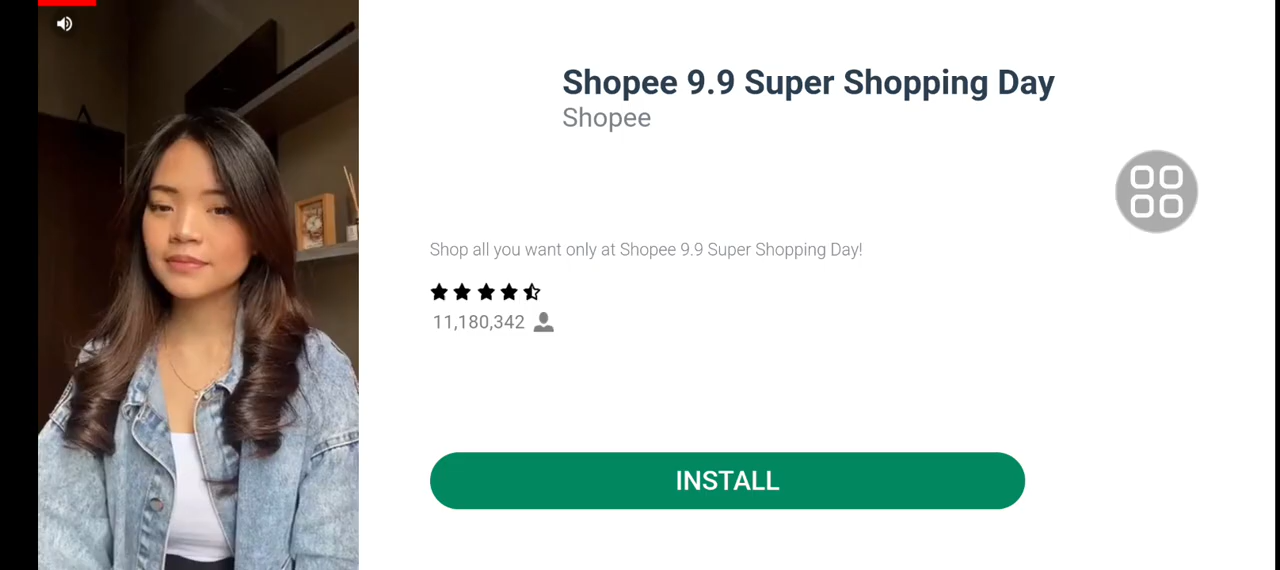 Shopee 9.9 Super Shopping Day
Shopee
Shop all you want only at Shopee 9.9 Super Shopping Day!
11,180,342
INSTALL